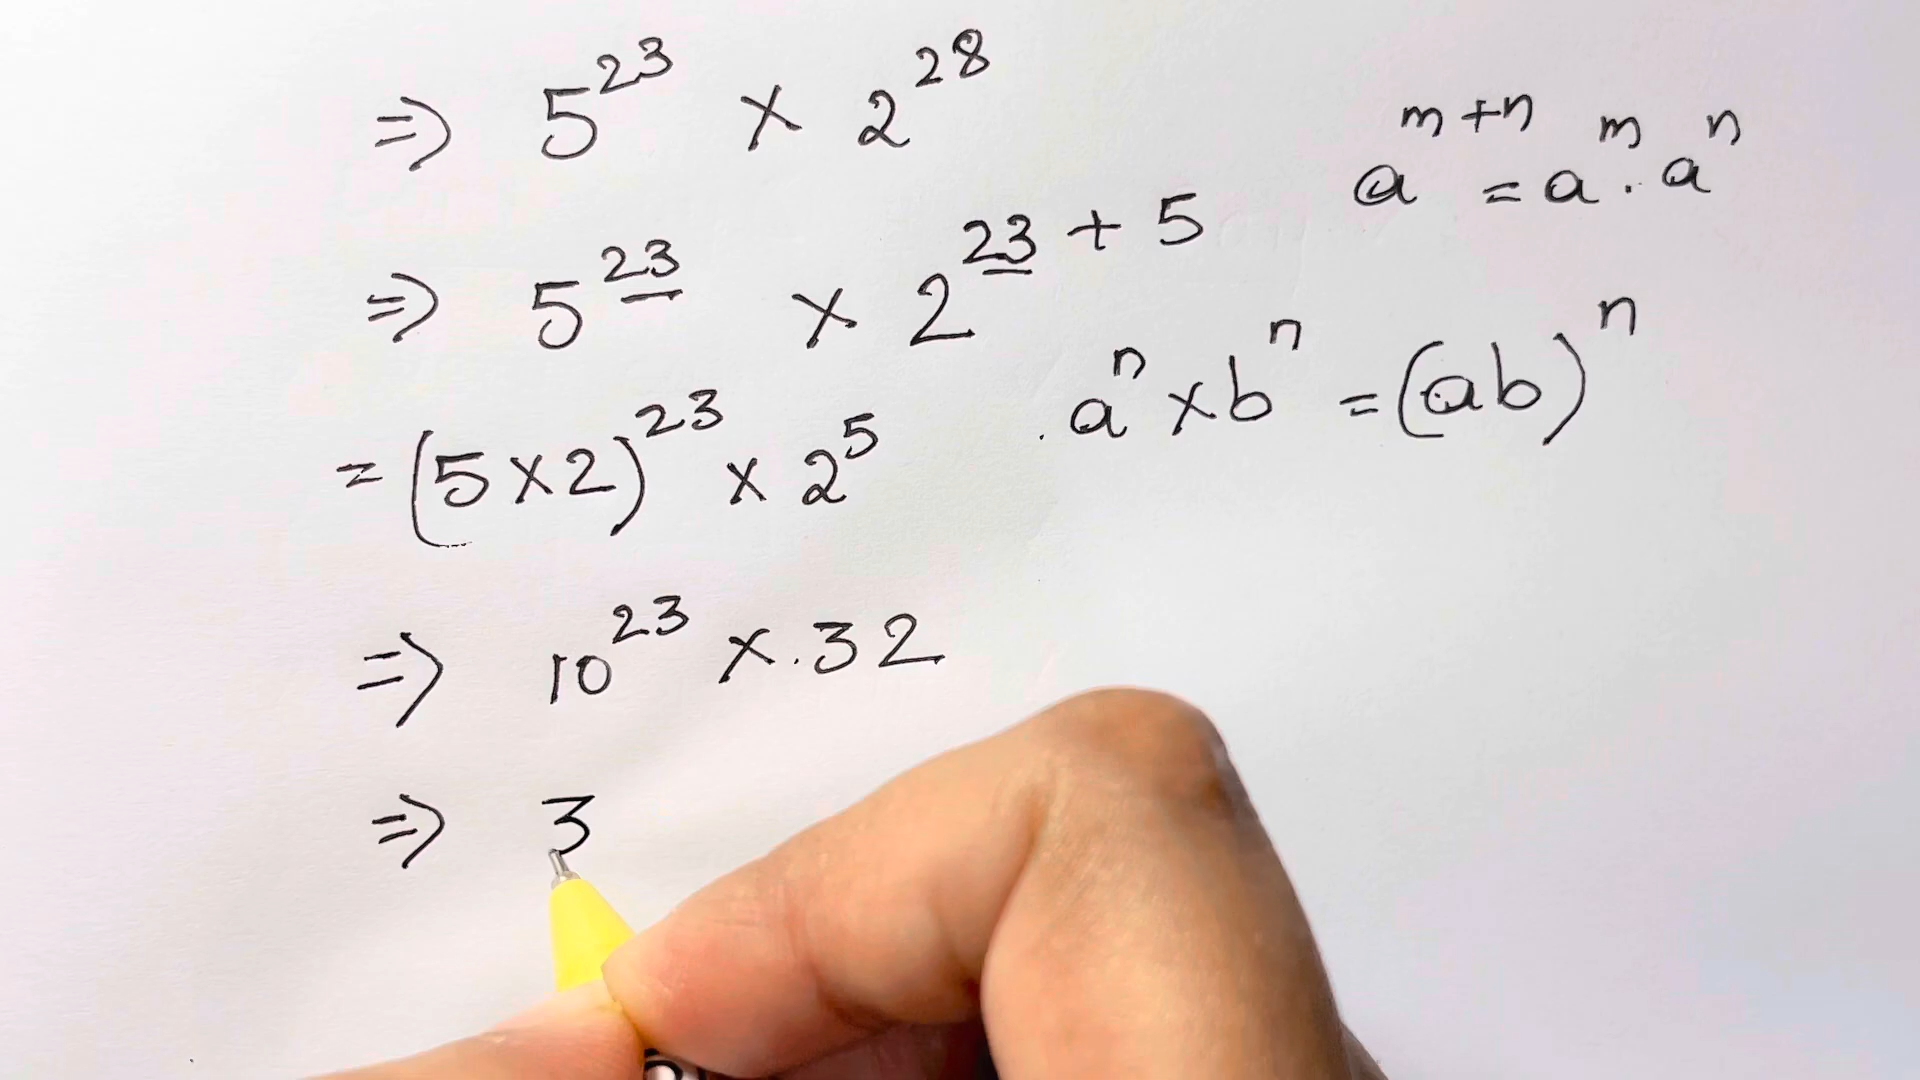 ⇒ 5^23 × 2^28
a^m+n = a^m . a^n
⇒ 5^23 × 2^23 + 5
a^n × b^n = (ab)^n
= (5×2)^23 × 2^5
⇒ 10^23 × . 32
⇒ 3